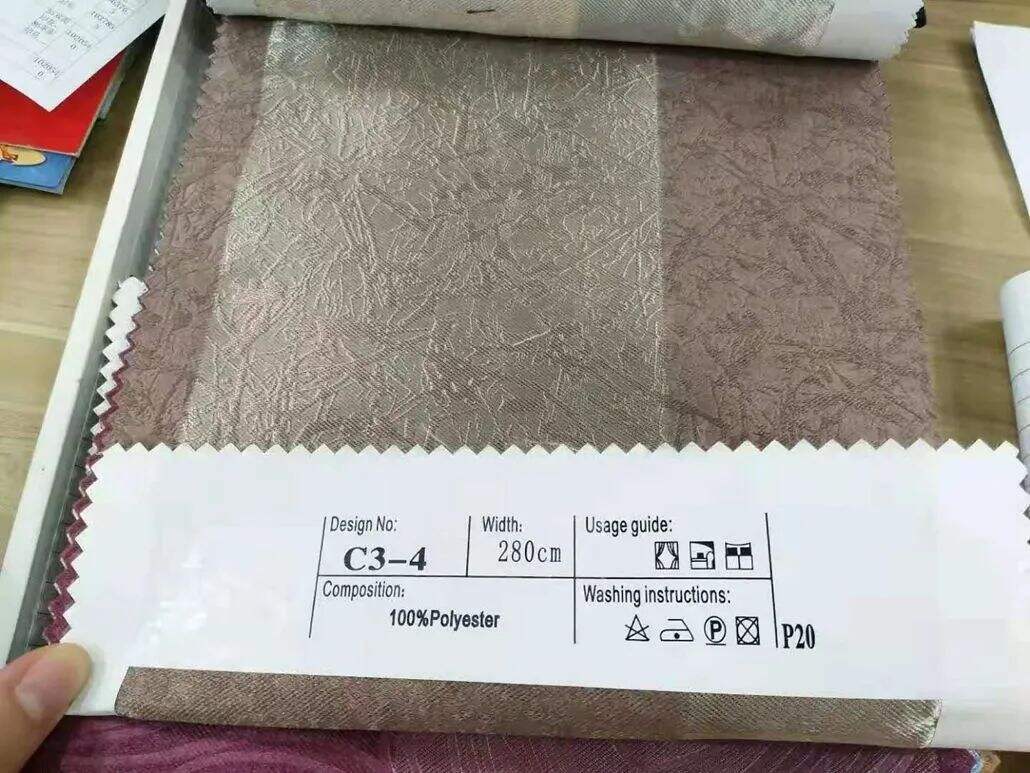 Design No:
C3-4
Width:
280cm
Usage guide:
Composition:
100%Polyester
Washing instructions:
P
P20